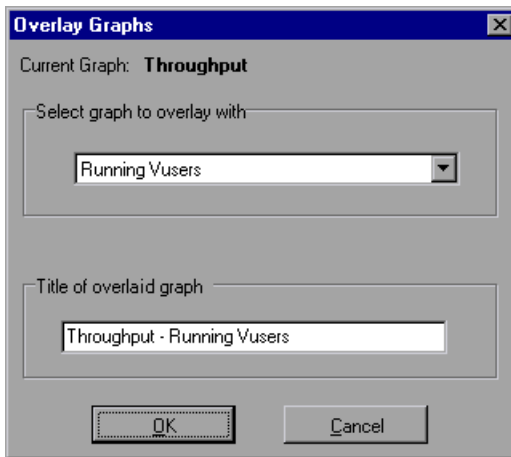 Overlay Graphs
Current Graph: Throughput
Select graph to overlay with
Running Vusers
Title of overlaid graph
Throughput - Running Vusers
OK Cancel